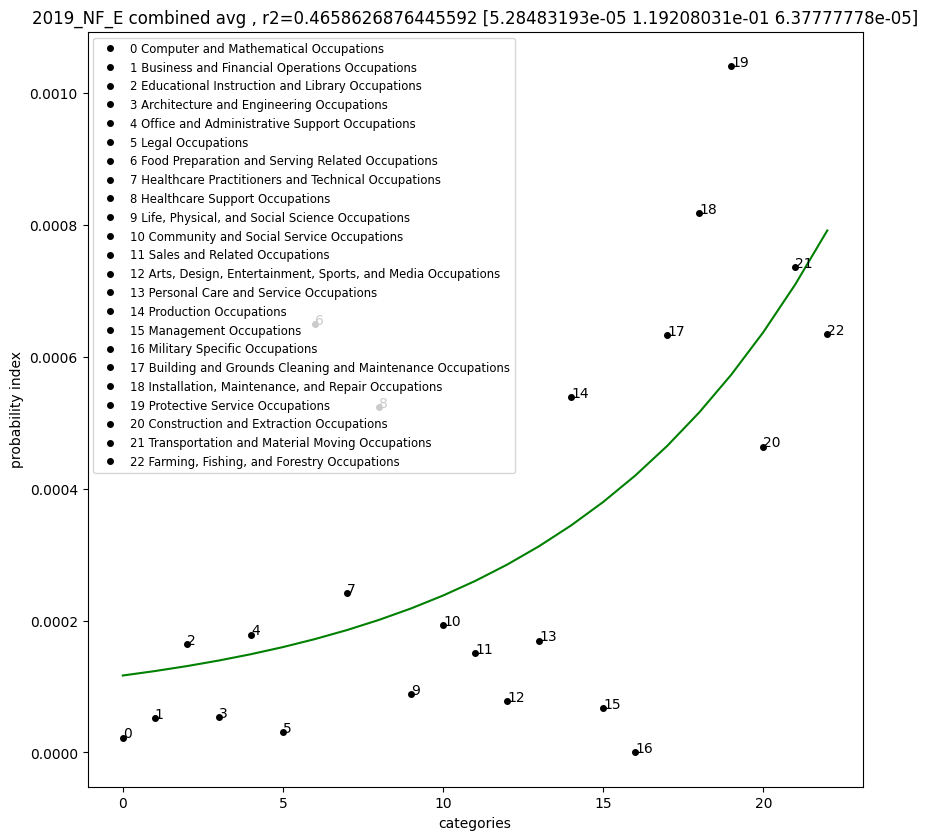 2019_NF_E combined avg , r2=0.4658626876445592 [5.28483193e-05 1.19208031e-01 6.37777778e-05]
0 Computer and Mathematical Occupations
1 Business and Financial Operations Occupations
2 Educational Instruction and Library Occupations
3 Architecture and Engineering Occupations
4 Office and Administrative Support Occupations
5 Legal Occupations
6 Food Preparation and Serving Related Occupations
7 Healthcare Practitioners and Technical Occupations
8 Healthcare Support Occupations
9 Life, Physical, and Social Science Occupations
10 Community and Social Service Occupations
11 Sales and Related Occupations
12 Arts, Design, Entertainment, Sports, and Media Occupations
13 Personal Care and Service Occupations
14 Production Occupations
15 Management Occupations
16 Military Specific Occupations
17 Building and Grounds Cleaning and Maintenance Occupations
18 Installation, Maintenance, and Repair Occupations
19 Protective Service Occupations
20 Construction and Extraction Occupations
21 Transportation and Material Moving Occupations
22 Farming, Fishing, and Forestry Occupations
probability index
0.0010
0.0008
0.0006
0.0004
0.0002
0.0000
0
1
2
3
4
5
6
7
8
9
10
11
12
13
14
15
16
17
18
19
20
21
22
0 5 10 15 20
categories